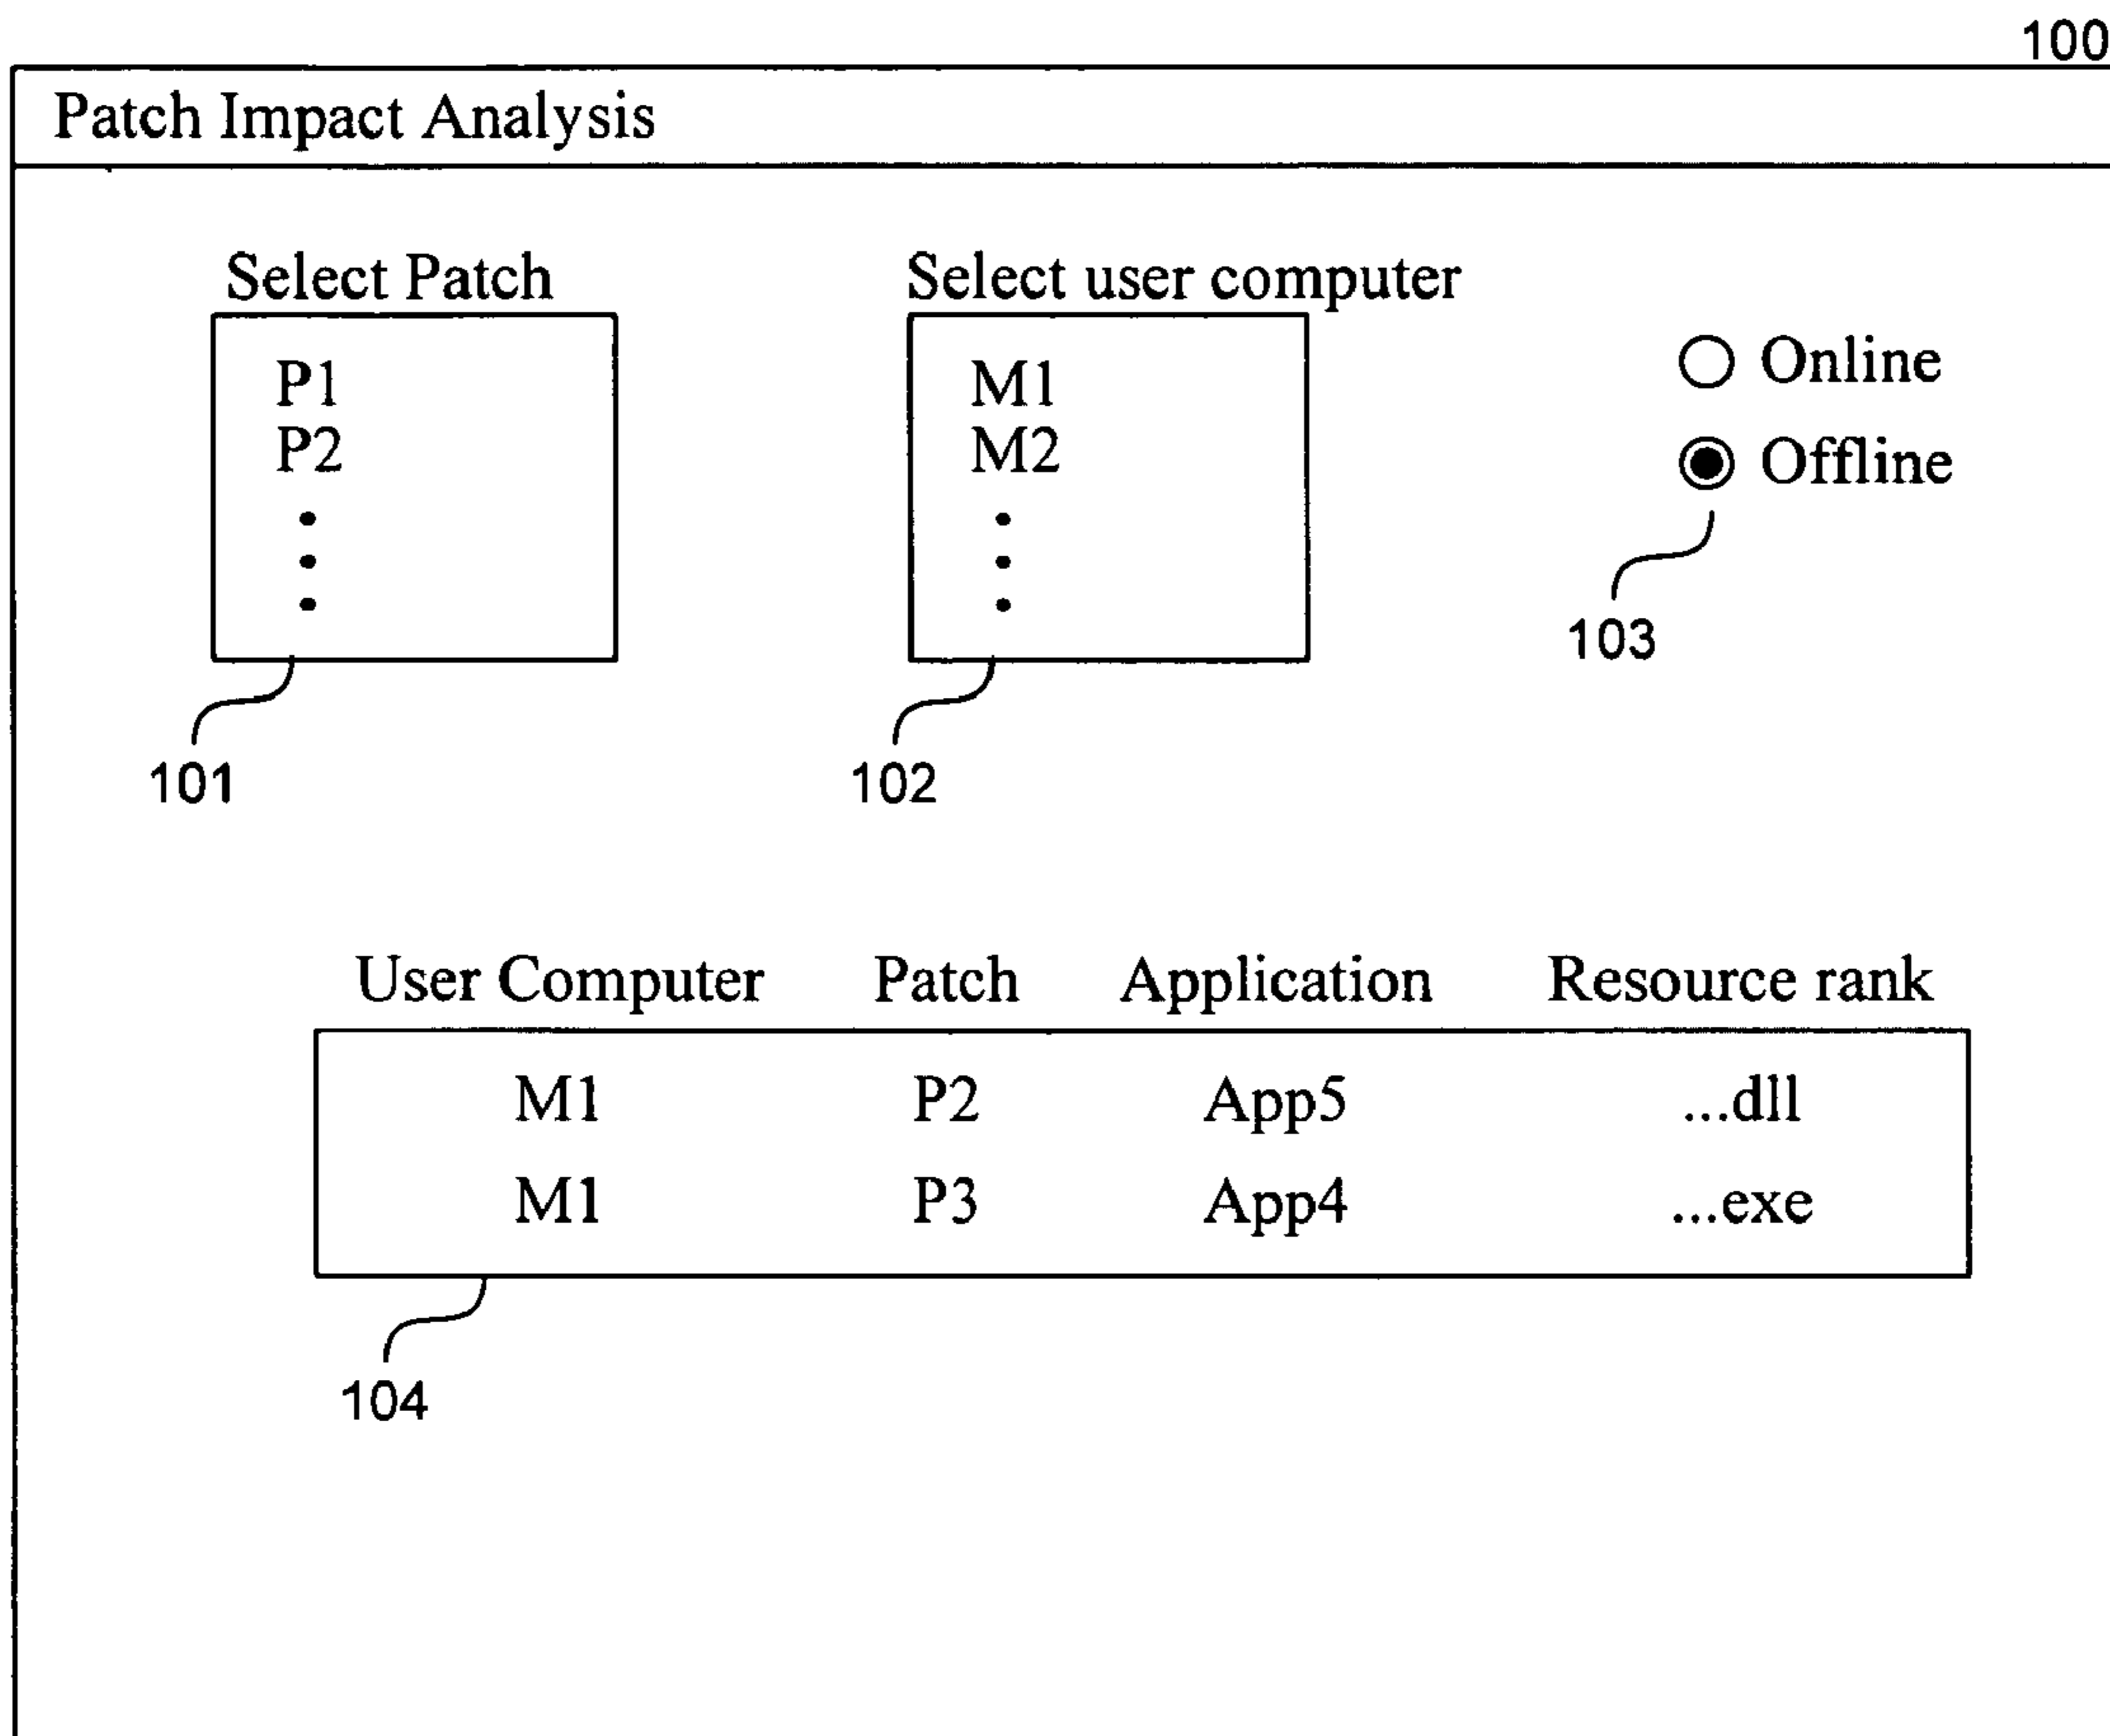 100
Patch Impact Analysis
Select Patch
P1
P2
101
Select user computer
M1
M2
102
Online
Offline
103
User Computer Patch Application Resource rank
M1 P2 App5 ...dll
M1 P3 App4 ...exe
104